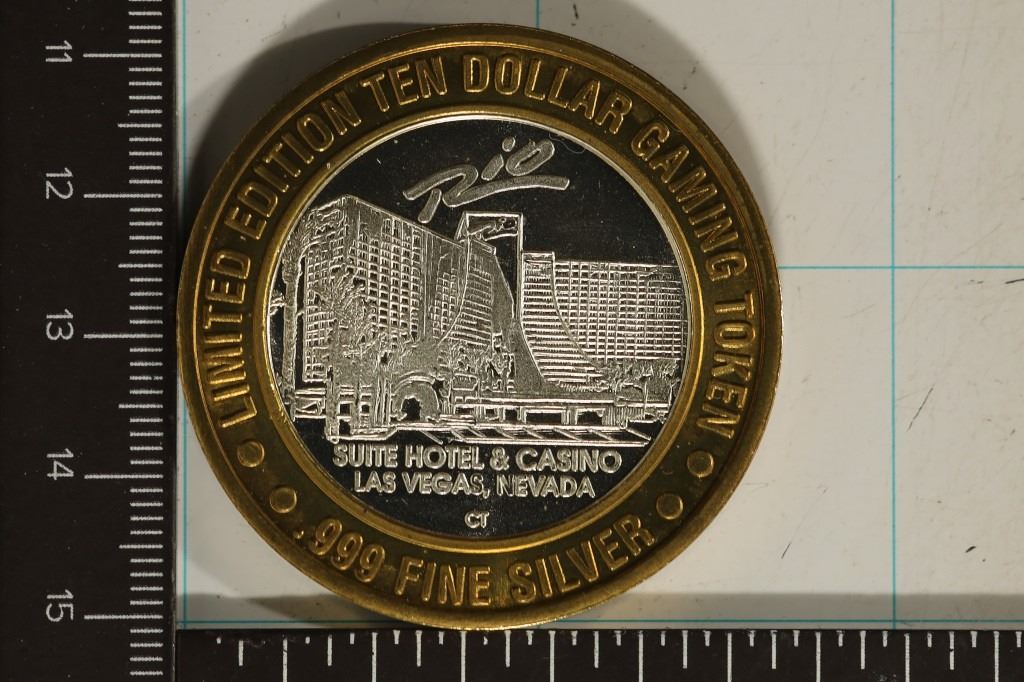 LIMITED EDITION TEN DOLLAR GAMING TOKEN
Rio
Rio
SUITE HOTEL & CASINO
LAS VEGAS, NEVADA
CT
.999 FINE SILVER
11
12
13
14
15